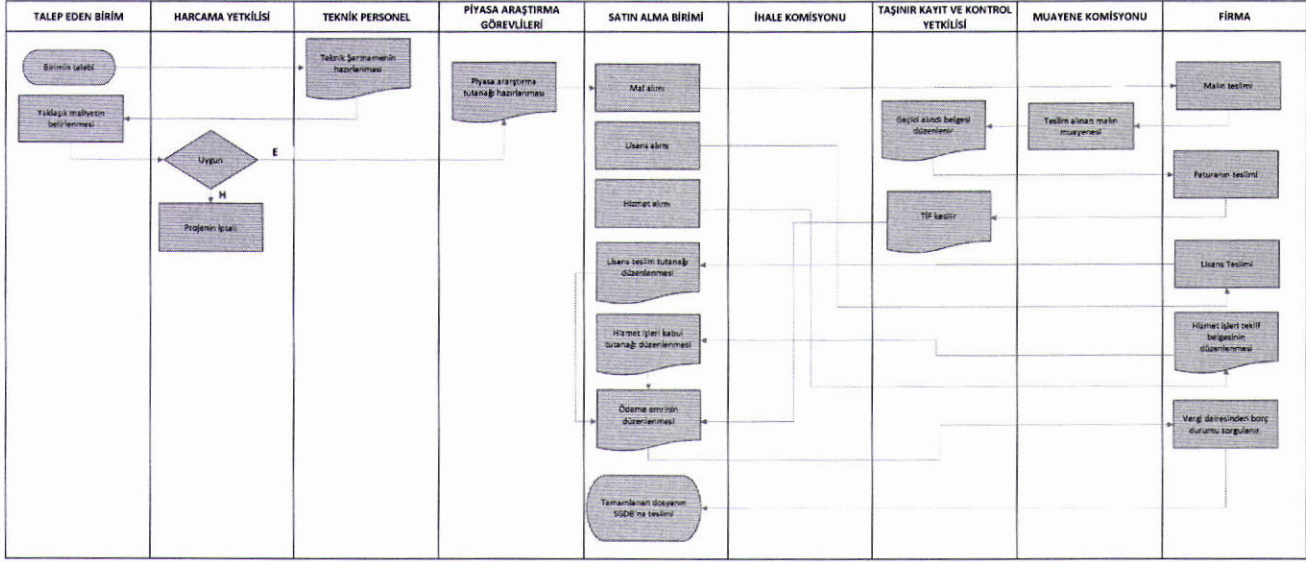 TALEP EDEN BİRİM
HARCAMA YETKİLİSİ
TEKNİK PERSONEL
PİYASA ARAŞTIRMA
GÖREVLİLERİ
SATIN ALMA BİRİMİ
İHALE KOMİSYONU
TAŞINIR KAYIT VE KONTROL
YETKİLİSİ
MUAYENE KOMİSYONU
FİRMA
Birimin talebi
Teknik Şartnamenin
hazırlanması
Piyasa araştırma
tutanağı hazırlanması
Mal alımı
Malın teslimi
Yaklaşık maliyetin
belirlenmesi
Geçici alındı belgesi
düzenlenir
Teslim alınan malın
muayenesi
Uygun
E
H
Lisans alımı
Faturanın teslimi
Projenin iptali
Hizmet alımı
TİF kesilir
Lisans teslim tutanağı
düzenlenmesi
Lisans Teslimi
Hizmet işleri kabul
tutanağı düzenlenmesi
Hizmet işleri teklif
belgesinin
düzenlenmesi
Ödeme emrinin
düzenlenmesi
Vergi dairesinden borç
durumu sorgulanır
Tamamlanan dosyanın
SGDB'na teslimi